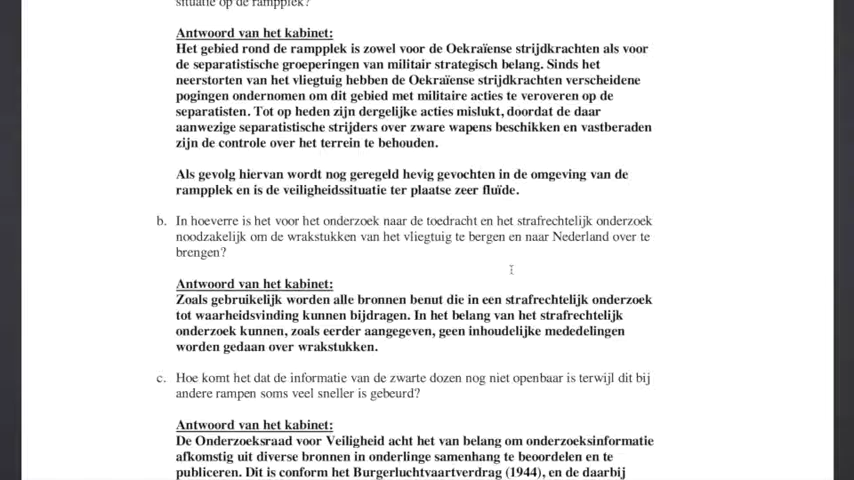 situatie op de rampplek?
Antwoord van het kabinet:
Het gebied rond de rampplek is zowel voor de Oekraïense strijdkrachten als voor
de separatistische groeperingen van militair strategisch belang. Sinds het
neerstorten van het vliegtuig hebben de Oekraïense strijdkrachten verscheidene
pogingen ondernomen om dit gebied met militaire acties te veroveren op de
separatisten. Tot op heden zijn dergelijke acties mislukt, doordat de daar
aanwezige separatistische strijders over zware wapens beschikken en vastberaden
zijn de controle over het terrein te behouden.
Als gevolg hiervan wordt nog geregeld hevig gevochten in de omgeving van de
rampplek en is de veiligheidssituatie ter plaatse zeer fluïde.
b. In hoeverre is het voor het onderzoek naar de toedracht en het strafrechtelijk onderzoek
noodzakelijk om de wrakstukken van het vliegtuig te bergen en naar Nederland over te
brengen?
Antwoord van het kabinet:
Zoals gebruikelijk worden alle bronnen benut die in een strafrechtelijk onderzoek
tot waarheidsvinding kunnen bijdragen. In het belang van het strafrechtelijk
onderzoek kunnen, zoals eerder aangegeven, geen inhoudelijke mededelingen
worden gedaan over wrakstukken.
c. Hoe komt het dat de informatie van de zwarte dozen nog niet openbaar is terwijl dit bij
andere rampen soms veel sneller is gebeurd?
Antwoord van het kabinet:
De Onderzoeksraad voor Veiligheid acht het van belang om onderzoeksinformatie
afkomstig uit diverse bronnen in onderlinge samenhang te beoordelen en te
publiceren. Dit is conform het Burgerluchtvaartverdrag (1944), en de daarbij